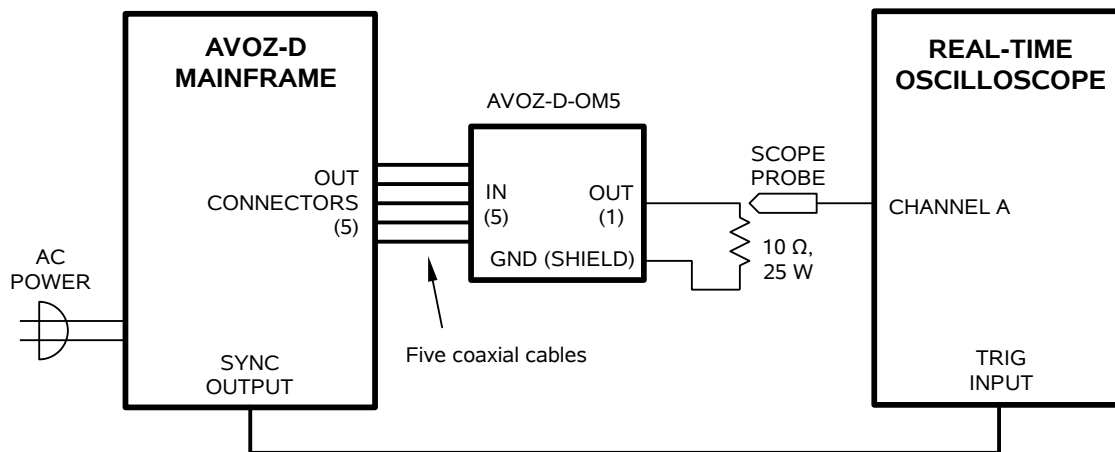 AVOZ-D
MAINFRAME
REAL-TIME
OSCILLOSCOPE
AVOZ-D-OM5
OUT
CONNECTORS
(5)
IN
(5)
OUT
(1)
GND (SHIELD)
SCOPE
PROBE
CHANNEL A
10 Ω,
25 W
AC
POWER
Five coaxial cables
SYNC
OUTPUT
TRIG
INPUT